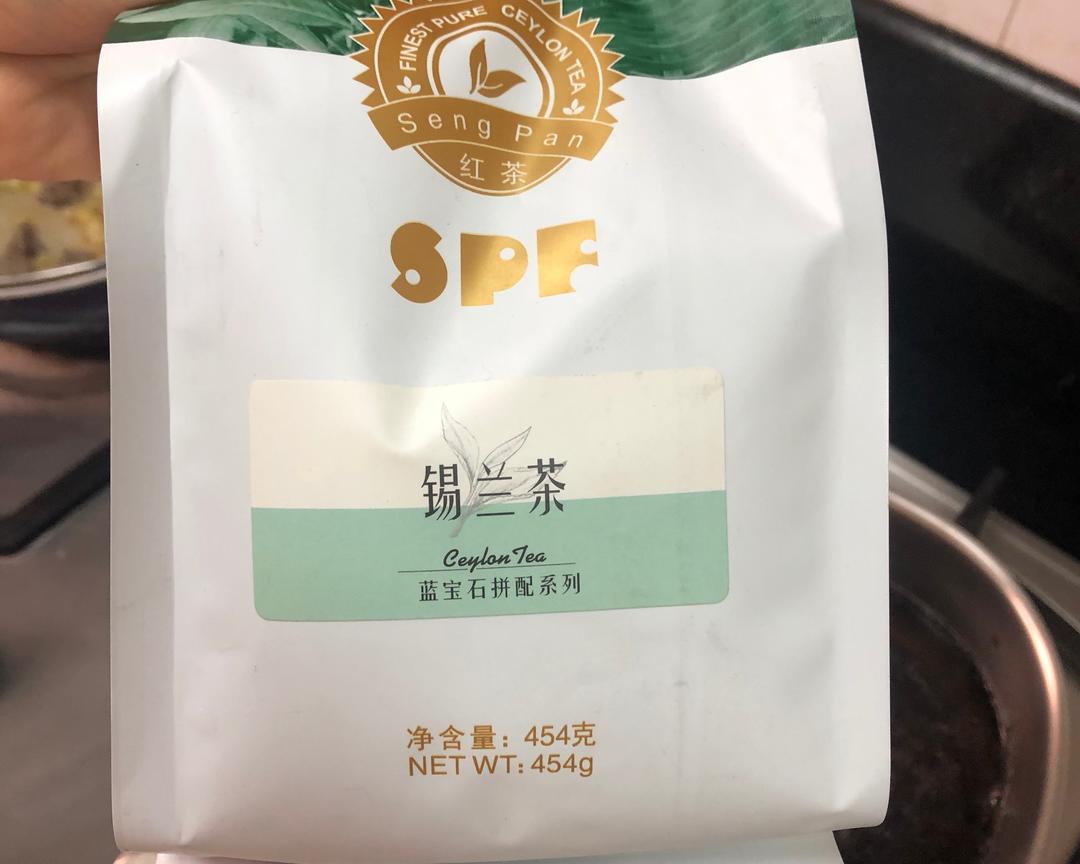 FINEST PURE CEYLON TEA
Seng Pan
红茶
SPF
锡兰茶
Ceylon Tea
蓝宝石拼配系列
净含量：454克
NET WT: 454g